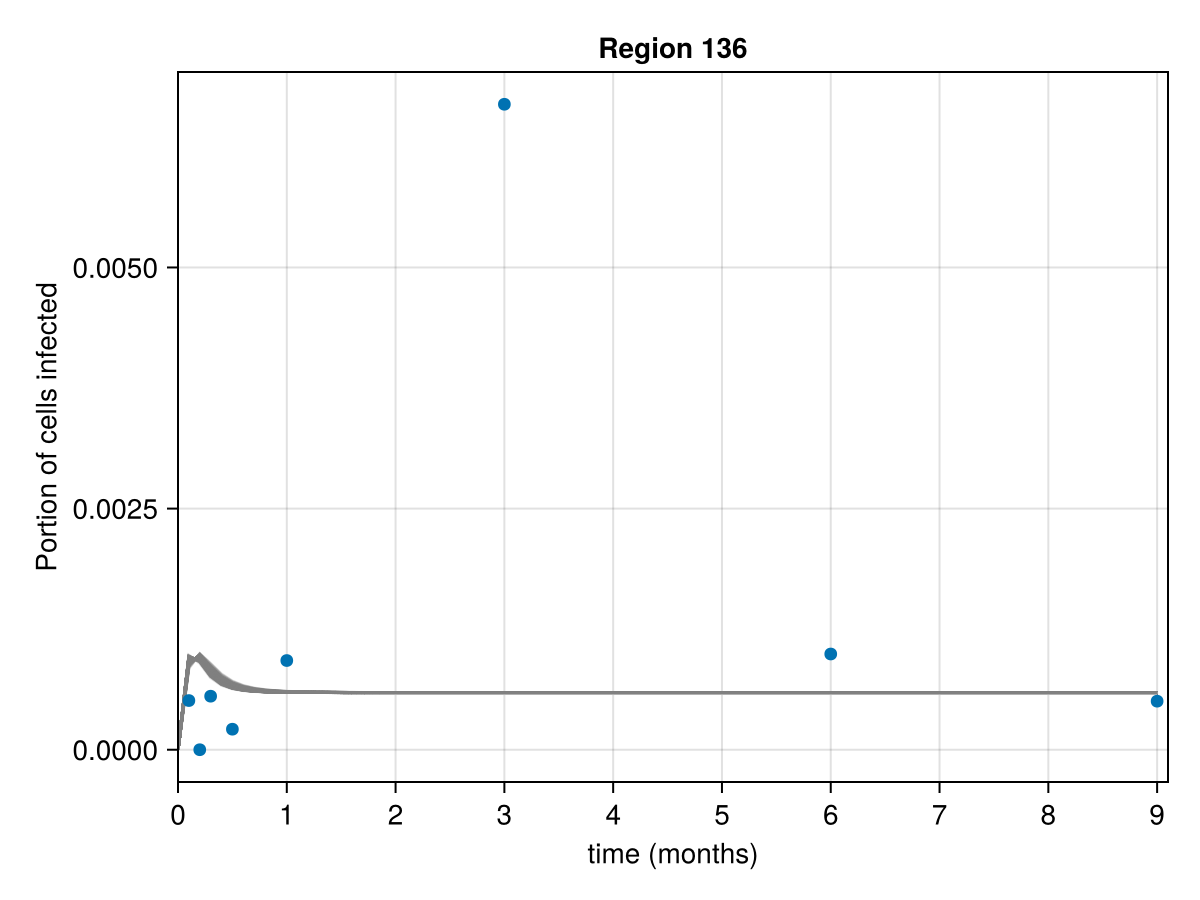 Region 136
Portion of cells infected
0.0050
0.0025
0.0000
0 1 2 3 4 5 6 7 8 9
time (months)